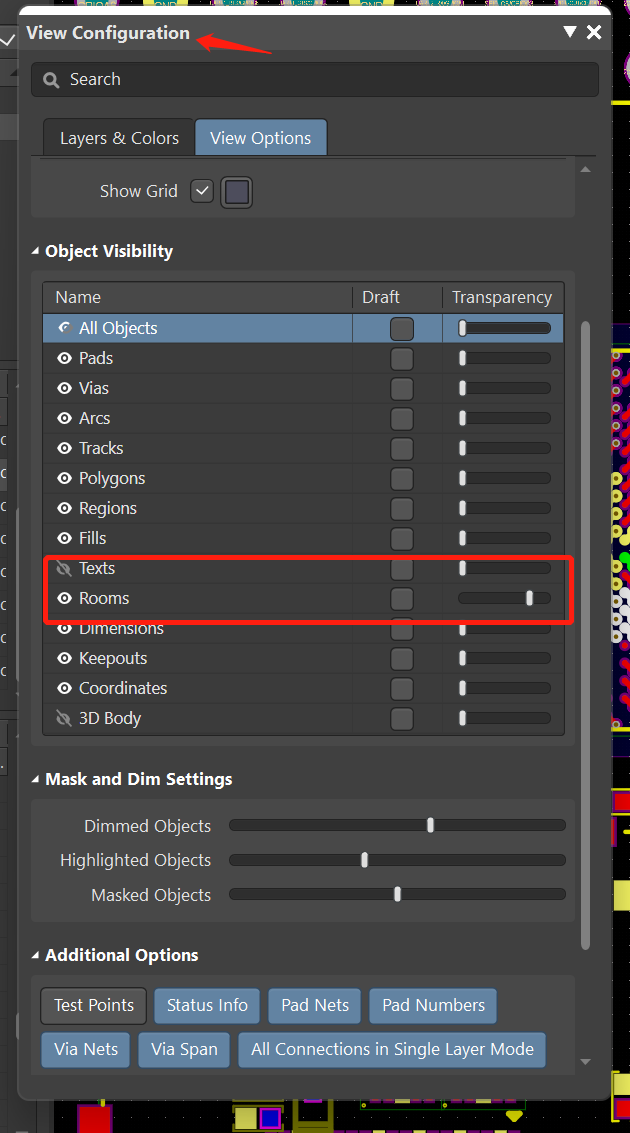 View Configuration
Search
Layers & Colors
View Options
Show Grid
Object Visibility
Name Draft Transparency
All Objects
Pads
Vias
Arcs
Tracks
Polygons
Regions
Fills
Texts
Rooms
Dimensions
Keepouts
Coordinates
3D Body
Mask and Dim Settings
Dimmed Objects
Highlighted Objects
Masked Objects
Additional Options
Test Points Status Info Pad Nets Pad Numbers
Via Nets Via Span All Connections in Single Layer Mode